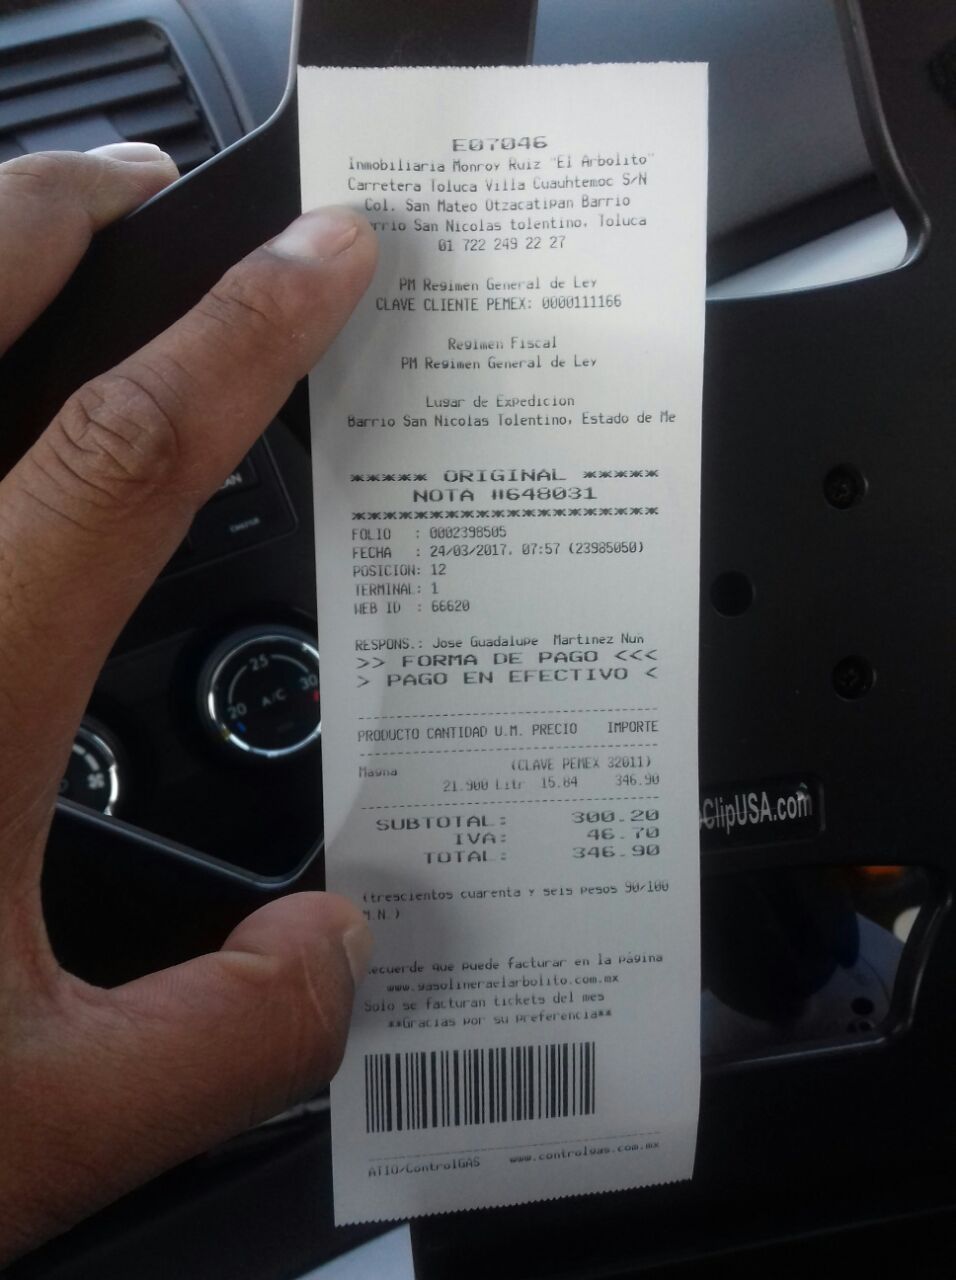 E07046
Inmobiliaria Monroy Ruiz "El Arbolito"
Carretera Toluca Villa Cuauhtemoc S/N
Col. San Mateo Otzacatipan Barrio
rrio San Nicolas tolentino, Toluca
01 722 249 22 27
PM Regimen General de Ley
CLAVE CLIENTE PEMEX: 0000111166
Regimen Fiscal
PM Regimen General de Ley
Lugar de Expedicion
Barrio San Nicolas Tolentino, Estado de Me
***** ORIGINAL *****
NOTA #648031
FOLIO : 0002398505
FECHA : 24/03/2017, 07:57 (23985050)
POSICION: 12
TERMINAL: 1
WEB ID : 66620
RESPONS.: Jose Guadalupe Martinez Nun
>> FORMA DE PAGO <<<
> PAGO EN EFECTIVO <
PRODUCTO CANTIDAD U.M. PRECIO IMPORTE
Magna (CLAVE PEMEX 32011)
21.900 Litr 15.84 346.90
SUBTOTAL: 300.20
IVA: 46.70
TOTAL: 346.90
(trescientos cuarenta y seis pesos 90/100
M.N.)
ecuerde que puede facturar en la página
www.gasolineraelarbolito.com.mx
Solo se facturan tickets del mes
**Gracias por su preferencia**
ATIO/ControlGAS www.controlgas.com.mx
20 25 30
A/C
ClipUSA.com